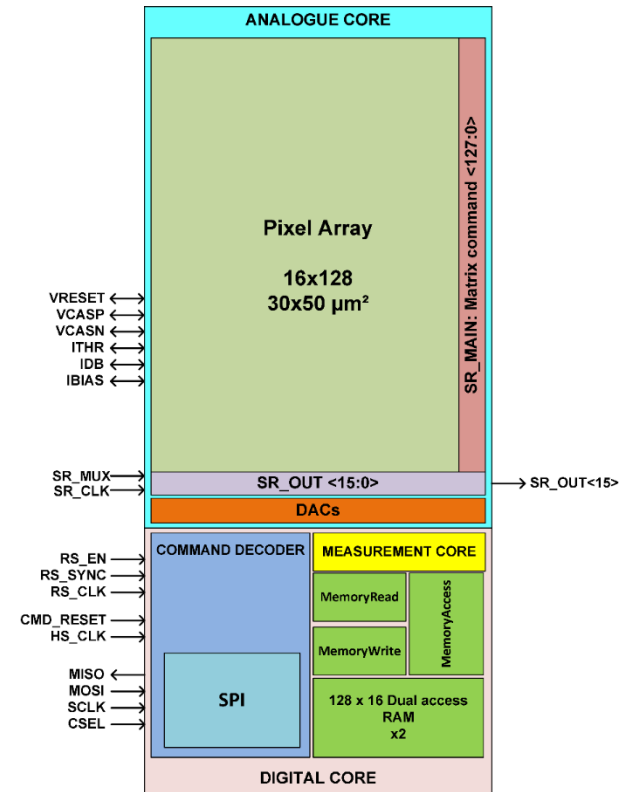 ANALOGUE CORE
SR_MAIN: Matrix command <127:0>
Pixel Array
16x128
30x50 µm²
VRESET
VCASP
VCASN
ITHR
IDB
IBIAS
SR_MUX
SR_CLK
SR_OUT <15:0>
SR_OUT<15>
DACs
COMMAND DECODER
MEASUREMENT CORE
RS_EN
RS_SYNC
RS_CLK
CMD_RESET
HS_CLK
MISO
MOSI
SCLK
CSEL
SPI
MemoryRead
MemoryAccess
MemoryWrite
128 x 16 Dual access
RAM
x2
DIGITAL CORE